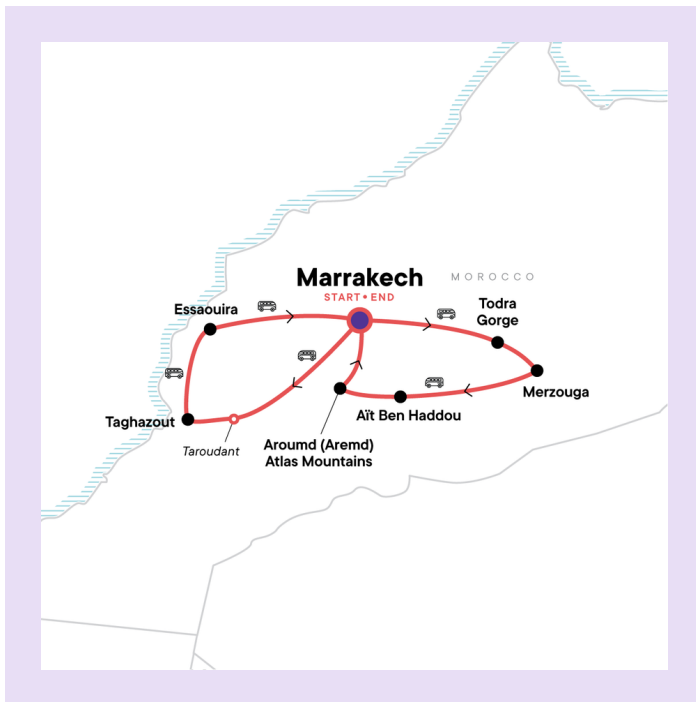 Marrakech
MOROCCO
START • END
Essaouira
Todra
Gorge
Merzouga
Aït Ben Haddou
Taghazout
Taroudant
Aroumd (Aremd)
Atlas Mountains